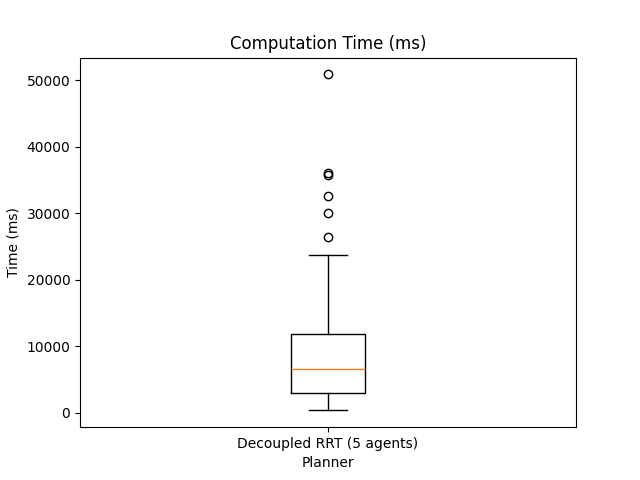 Computation Time (ms)
50000
40000
30000
20000
10000
0
Time (ms)
Decoupled RRT (5 agents)
Planner